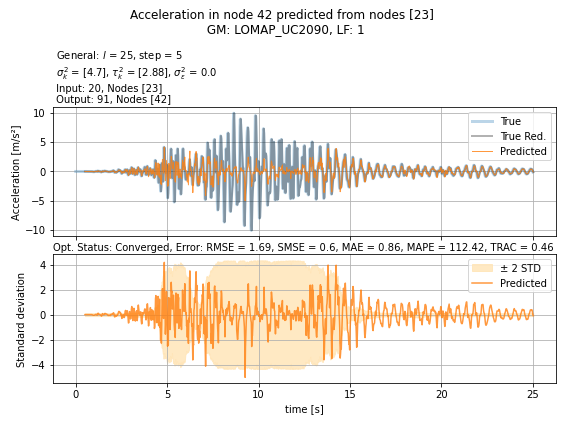 Acceleration in node 42 predicted from nodes [23]
GM: LOMAP_UC2090, LF: 1
General: l = 25, step = 5
σ²ₖ = [4.7], τ²ₖ = [2.88], σ²ε = 0.0
Input: 20, Nodes [23]
Output: 91, Nodes [42]
Acceleration [m/s²]
10
5
0
−5
−10
True
True Red.
Predicted
Opt. Status: Converged, Error: RMSE = 1.69, SMSE = 0.6, MAE = 0.86, MAPE = 112.42, TRAC = 0.46
Standard deviation
4
2
0
−2
−4
± 2 STD
Predicted
0 5 10 15 20 25
time [s]